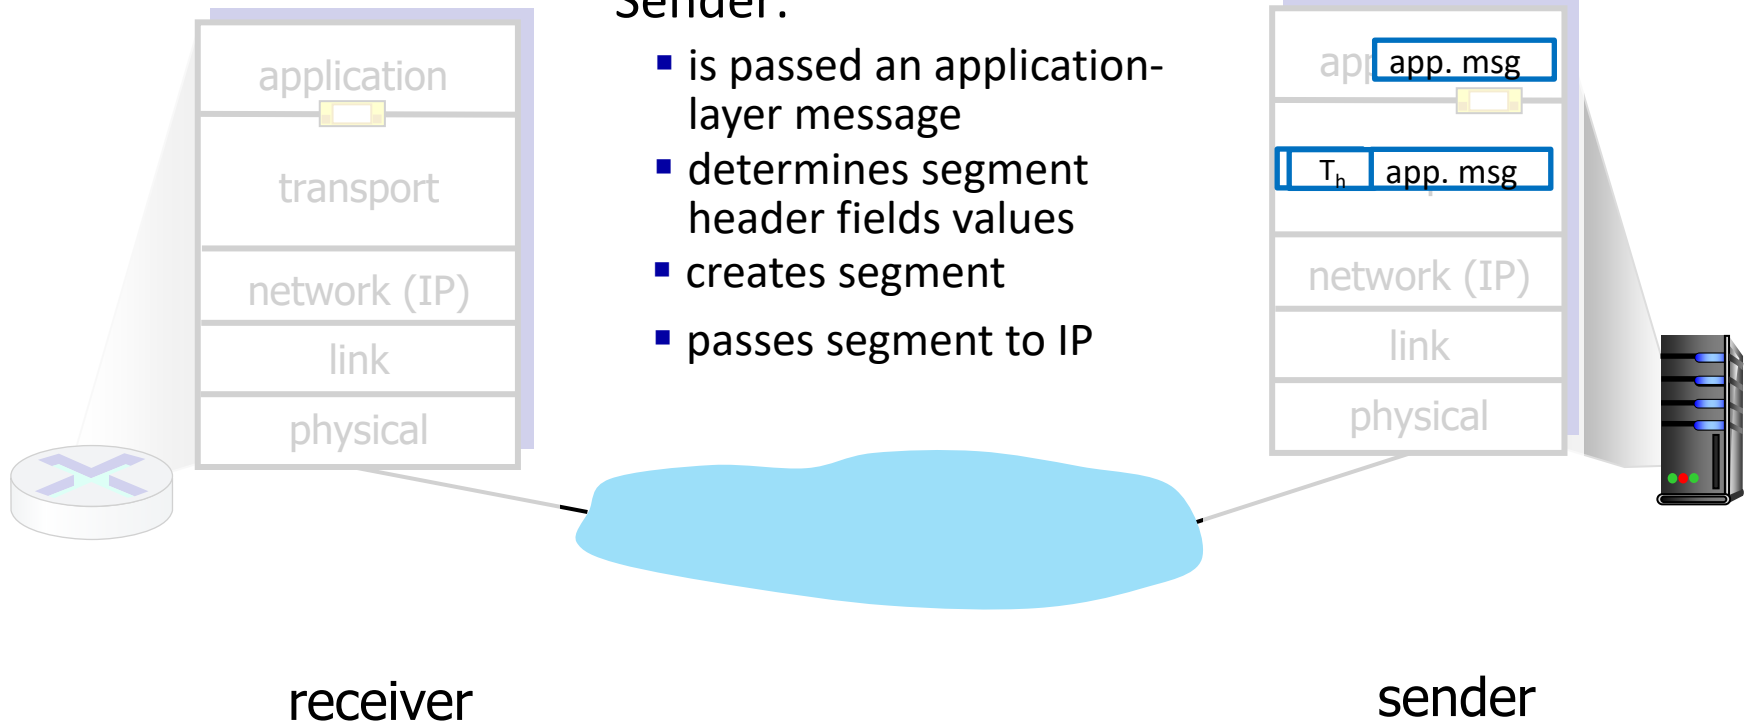 Sender:
▪ is passed an application-
layer message
▪ determines segment
header fields values
▪ creates segment
▪ passes segment to IP
application
transport
network (IP)
link
physical
app. msg
Th app. msg
network (IP)
link
physical
receiver
sender